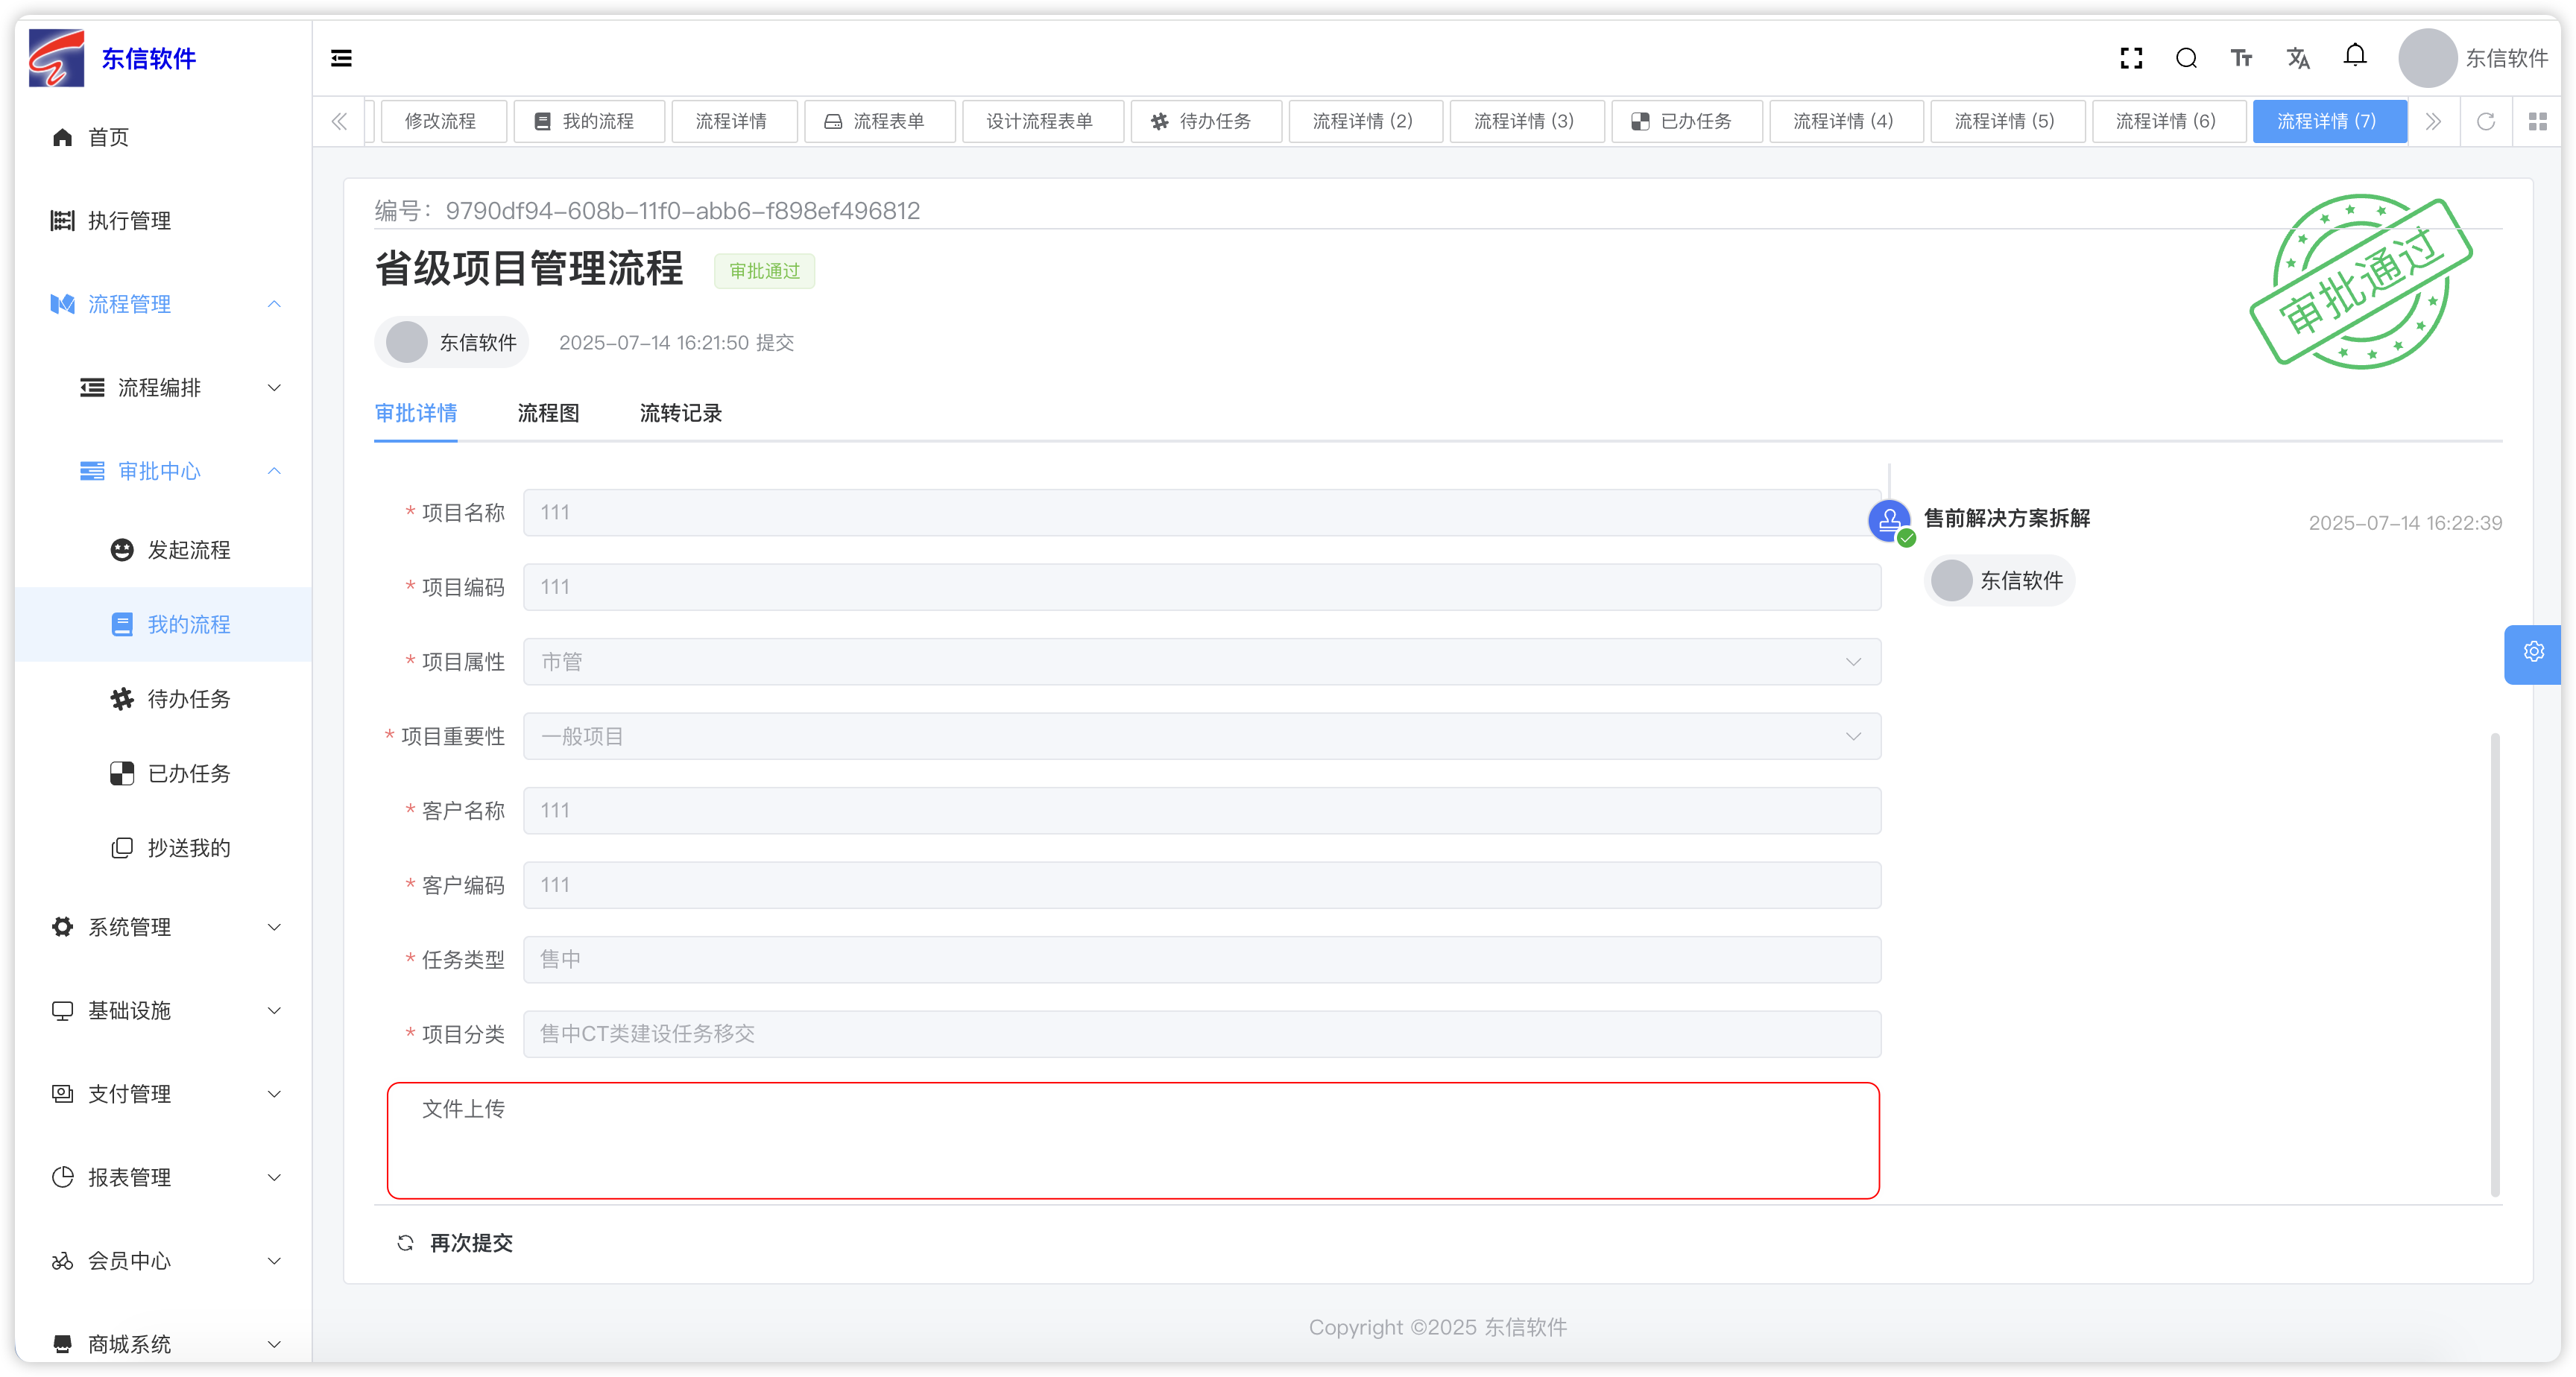 东信软件
东信软件
首页
执行管理
流程管理
流程编排
审批中心
发起流程
我的流程
待办任务
已办任务
抄送我的
系统管理
基础设施
支付管理
报表管理
会员中心
商城系统
修改流程
我的流程
流程详情
流程表单
设计流程表单
待办任务
流程详情 (2)
流程详情 (3)
已办任务
流程详情 (4)
流程详情 (5)
流程详情 (6)
流程详情 (7)
编号：9790df94-608b-11f0-abb6-f898ef496812
省级项目管理流程
审批通过
审批通过
东信软件
2025-07-14 16:21:50 提交
审批详情
流程图
流转记录
* 项目名称 111
* 项目编码 111
* 项目属性 市管
* 项目重要性 一般项目
* 客户名称 111
* 客户编码 111
* 任务类型 售中
* 项目分类 售中CT类建设任务移交
文件上传
售前解决方案拆解
2025-07-14 16:22:39
东信软件
再次提交
Copyright ©2025 东信软件